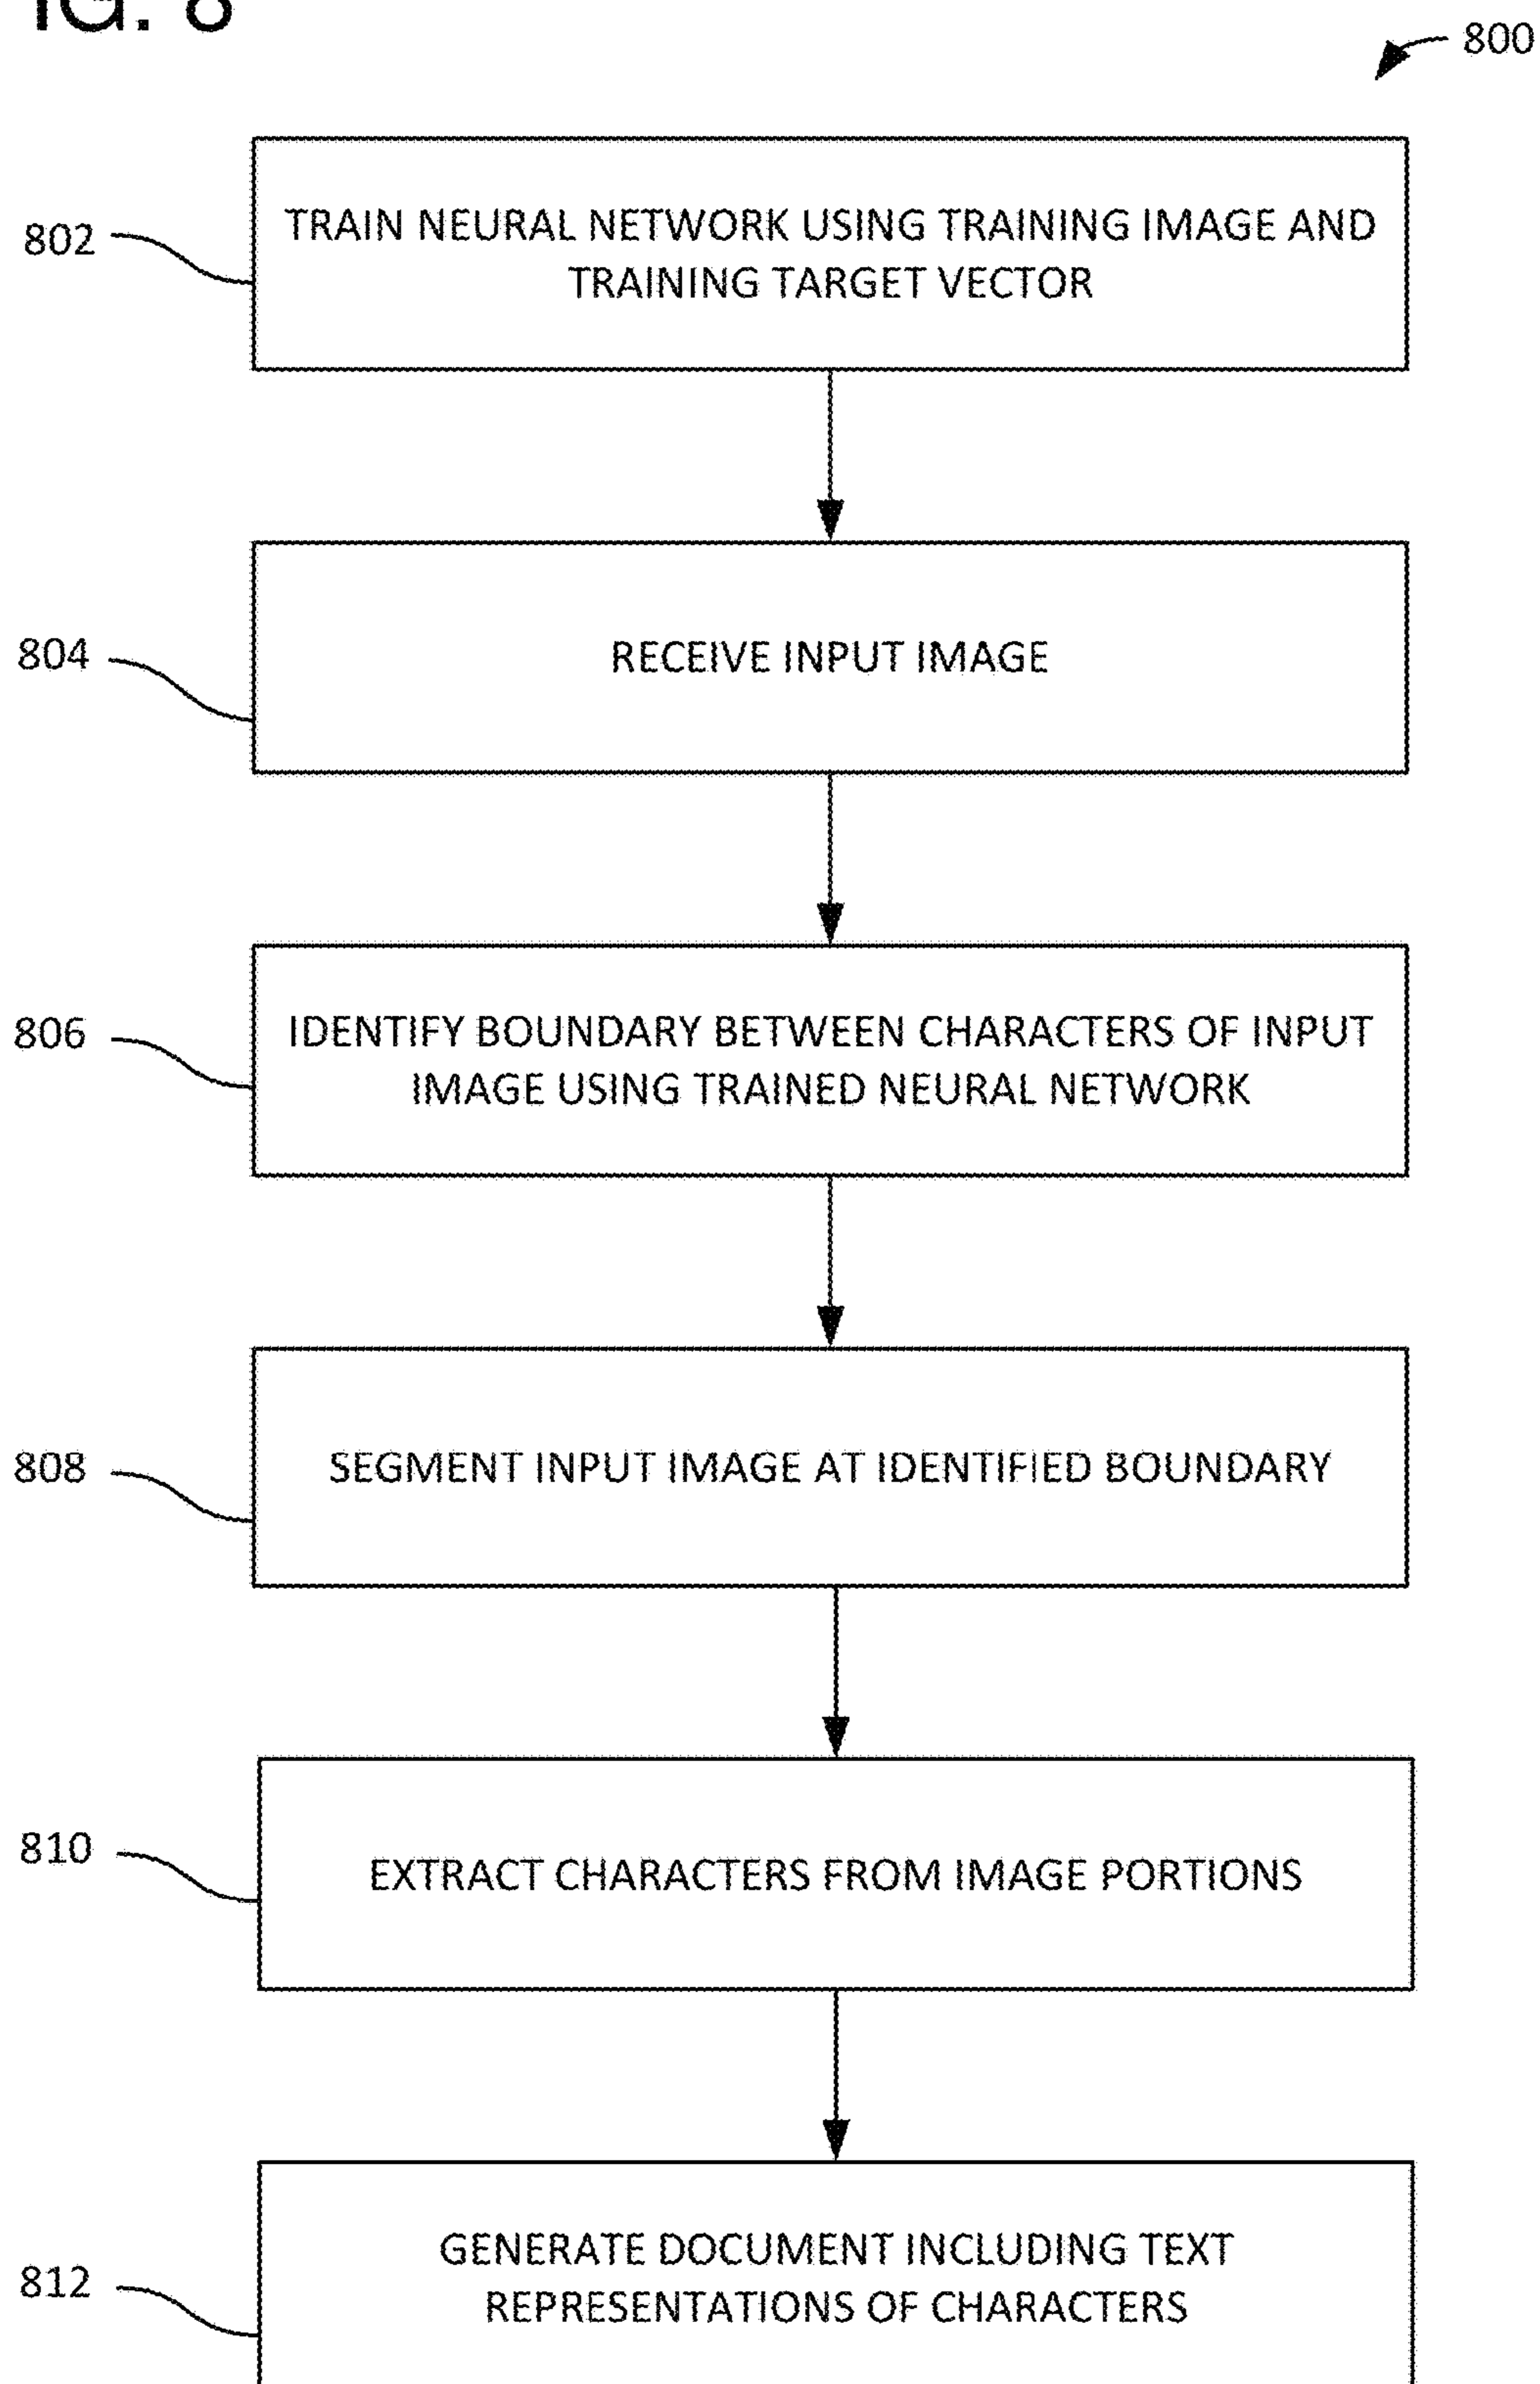 IG. 8
800
802
TRAIN NEURAL NETWORK USING TRAINING IMAGE AND
TRAINING TARGET VECTOR
804
RECEIVE INPUT IMAGE
806
IDENTIFY BOUNDARY BETWEEN CHARACTERS OF INPUT
IMAGE USING TRAINED NEURAL NETWORK
808
SEGMENT INPUT IMAGE AT IDENTIFIED BOUNDARY
810
EXTRACT CHARACTERS FROM IMAGE PORTIONS
812
GENERATE DOCUMENT INCLUDING TEXT
REPRESENTATIONS OF CHARACTERS